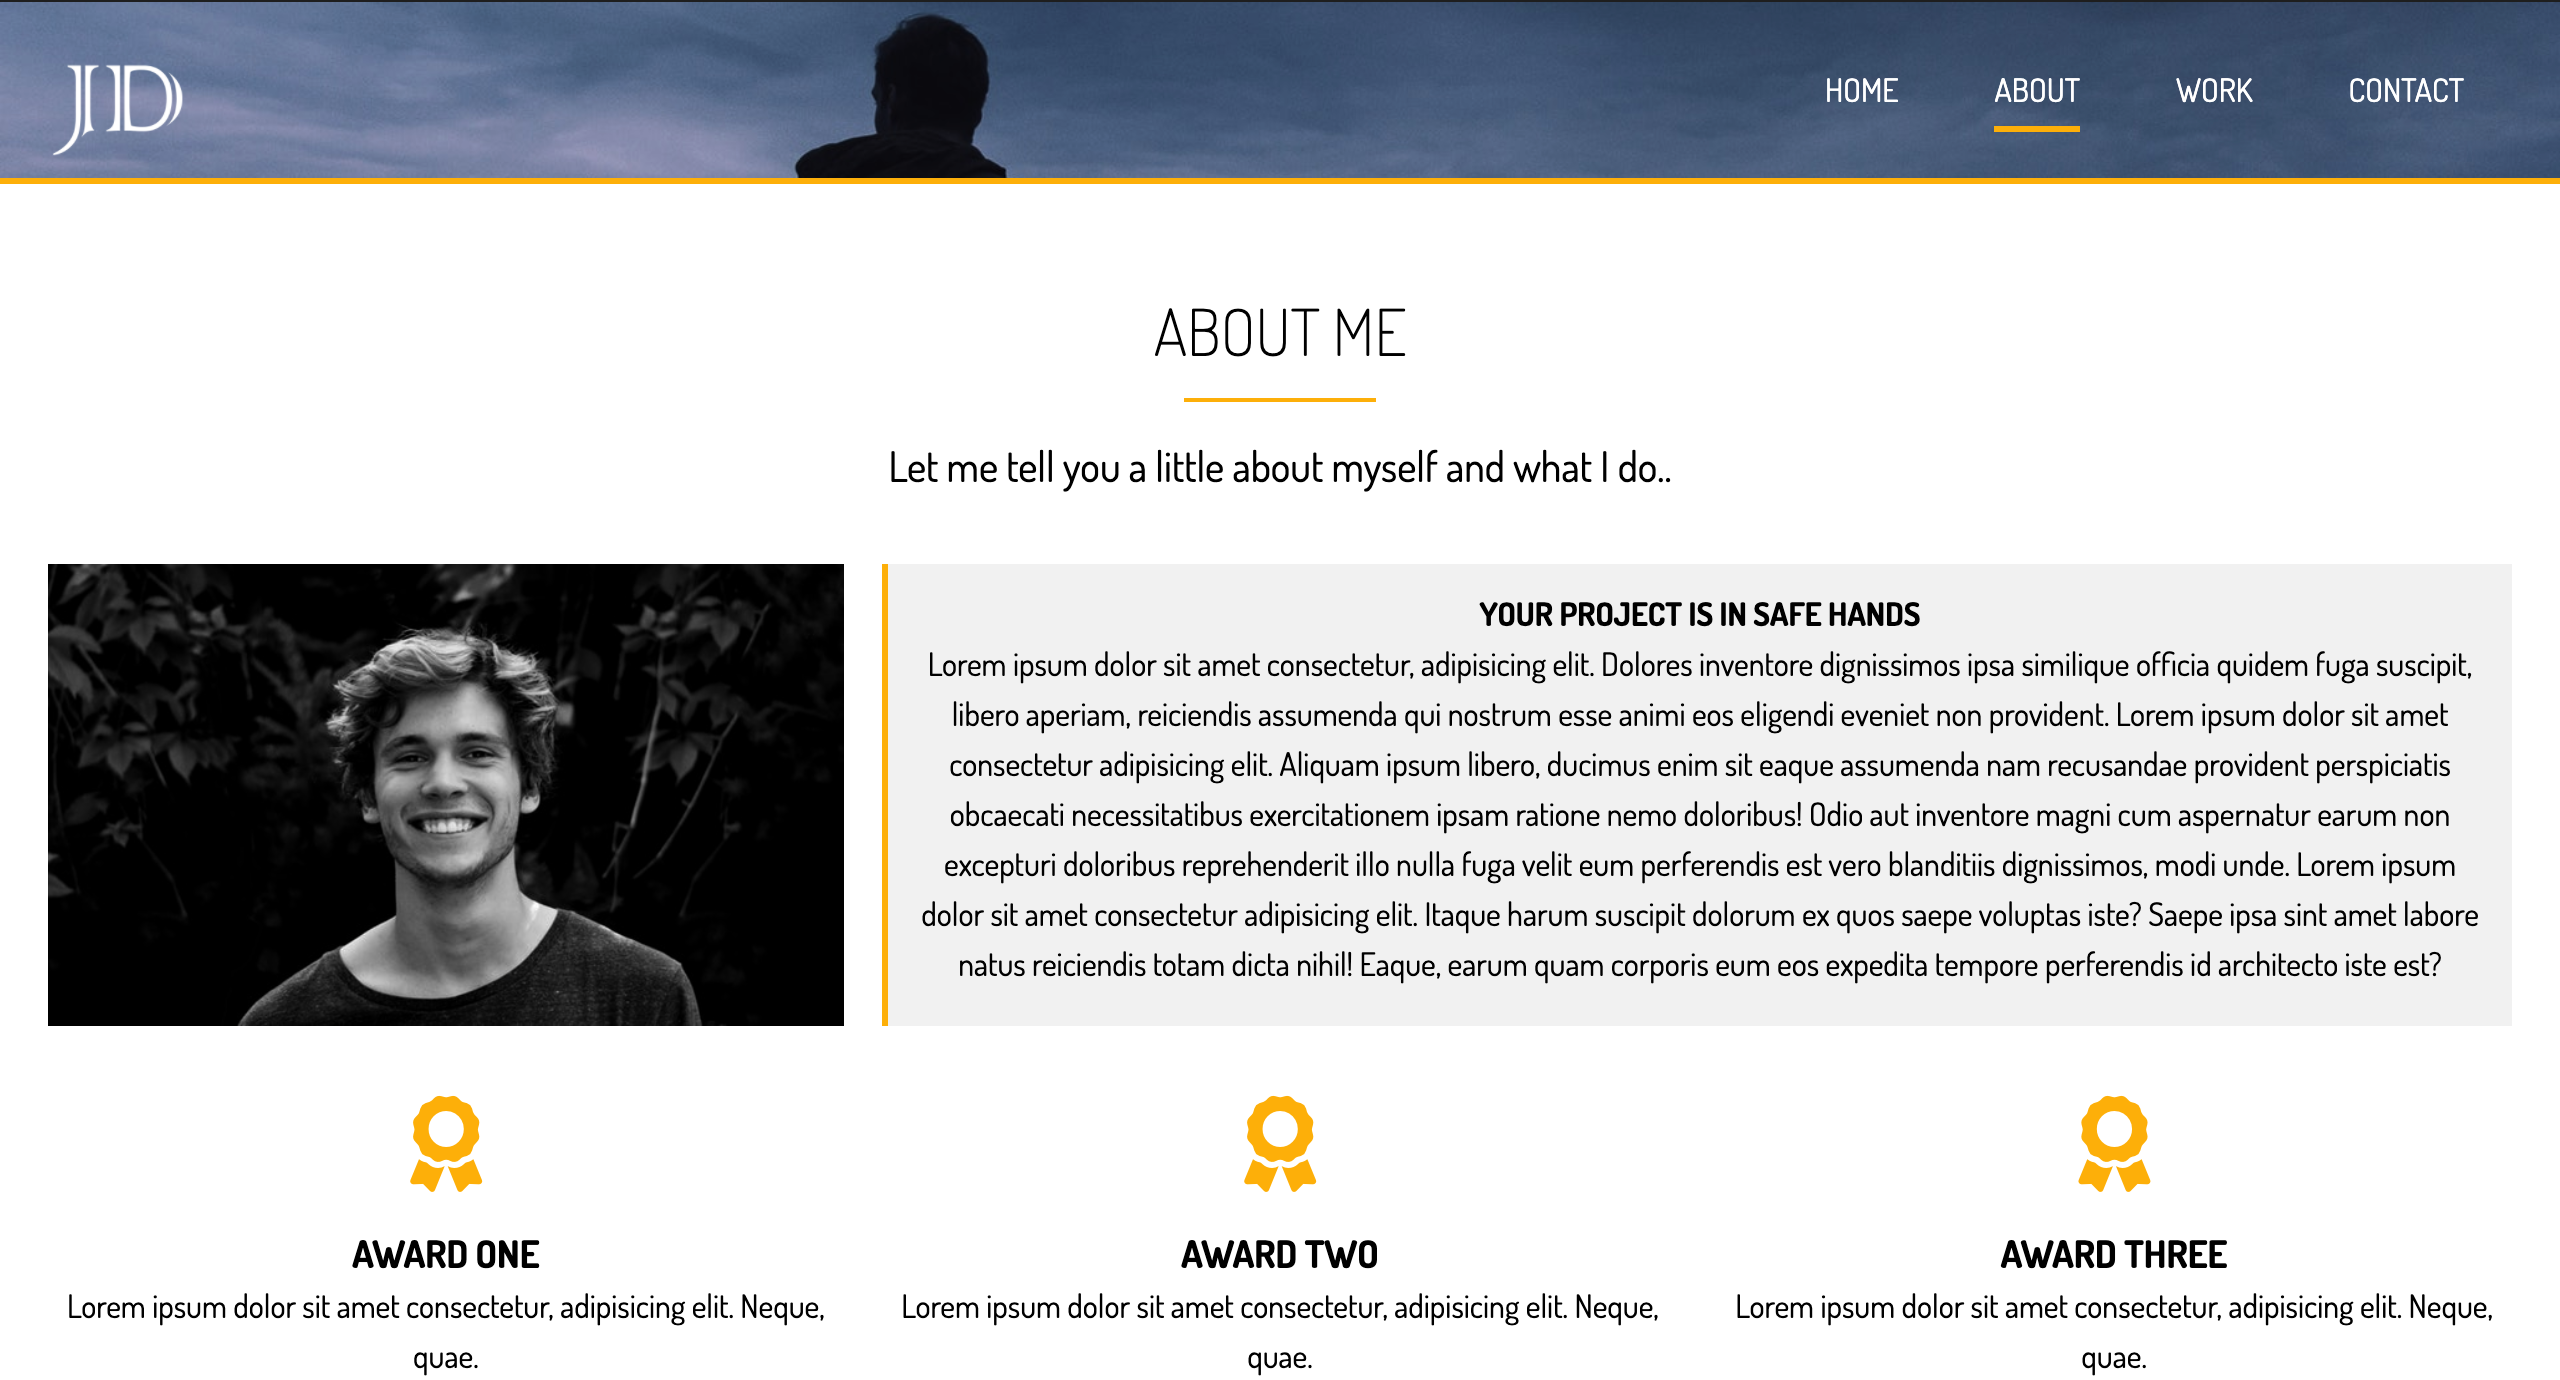 JD
HOME ABOUT WORK CONTACT
ABOUT ME
Let me tell you a little about myself and what I do..
YOUR PROJECT IS IN SAFE HANDS
Lorem ipsum dolor sit amet consectetur, adipisicing elit. Dolores inventore dignissimos ipsa similique officia quidem fuga suscipit,
libero aperiam, reiciendis assumenda qui nostrum esse animi eos eligendi eveniet non provident. Lorem ipsum dolor sit amet
consectetur adipisicing elit. Aliquam ipsum libero, ducimus enim sit eaque assumenda nam recusandae provident perspiciatis
obcaecati necessitatibus exercitationem ipsam ratione nemo doloribus! Odio aut inventore magni cum aspernatur earum non
excepturi doloribus reprehenderit illo nulla fuga velit eum perferendis est vero blanditiis dignissimos, modi unde. Lorem ipsum
dolor sit amet consectetur adipisicing elit. Itaque harum suscipit dolorum ex quos saepe voluptas iste? Saepe ipsa sint amet labore
natus reiciendis totam dicta nihil! Eaque, earum quam corporis eum eos expedita tempore perferendis id architecto iste est?
AWARD ONE
Lorem ipsum dolor sit amet consectetur, adipisicing elit. Neque,
quae.
AWARD TWO
Lorem ipsum dolor sit amet consectetur, adipisicing elit. Neque,
quae.
AWARD THREE
Lorem ipsum dolor sit amet consectetur, adipisicing elit. Neque,
quae.